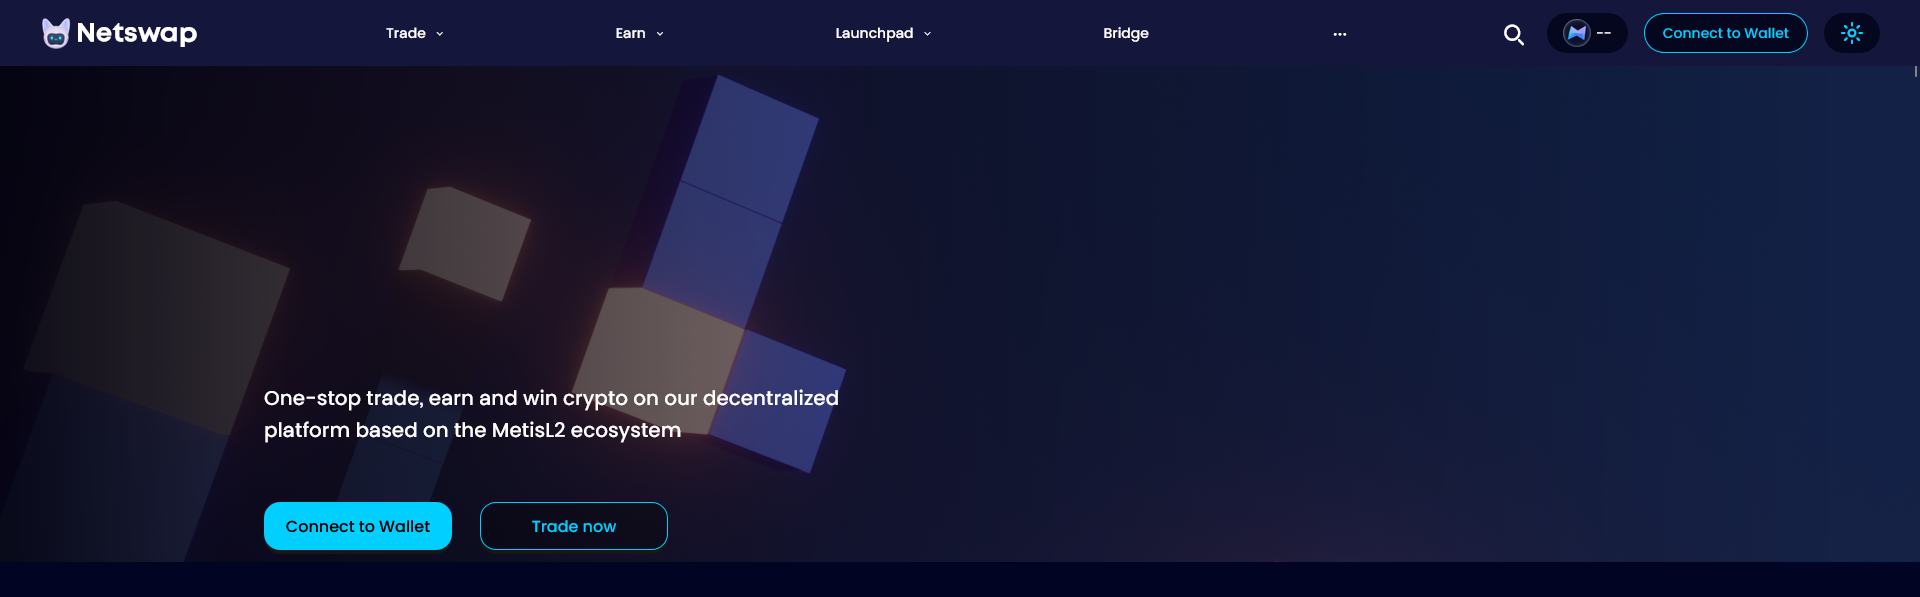 Netswap
Trade
Earn
Launchpad
Bridge
...
--
Connect to Wallet
One-stop trade, earn and win crypto on our decentralized
platform based on the MetisL2 ecosystem
Connect to Wallet
Trade now